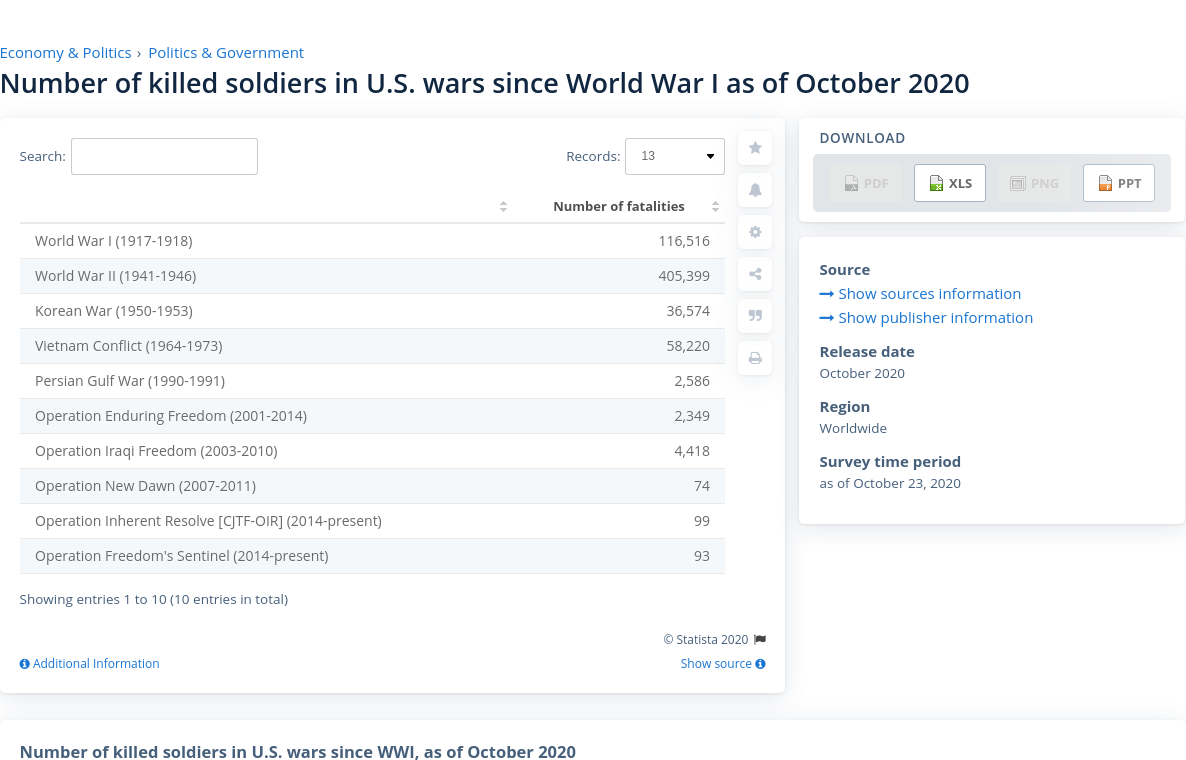 Economy & Politics › Politics & Government
Number of killed soldiers in U.S. wars since World War I as of October 2020
Search:
Records: 13
Number of fatalities
World War I (1917-1918) 116,516
World War II (1941-1946) 405,399
Korean War (1950-1953) 36,574
Vietnam Conflict (1964-1973) 58,220
Persian Gulf War (1990-1991) 2,586
Operation Enduring Freedom (2001-2014) 2,349
Operation Iraqi Freedom (2003-2010) 4,418
Operation New Dawn (2007-2011) 74
Operation Inherent Resolve [CJTF-OIR] (2014-present) 99
Operation Freedom's Sentinel (2014-present) 93
Showing entries 1 to 10 (10 entries in total)
© Statista 2020
Additional Information
Show source
DOWNLOAD
PDF XLS PNG PPT
Source
Show sources information
Show publisher information
Release date
October 2020
Region
Worldwide
Survey time period
as of October 23, 2020
Number of killed soldiers in U.S. wars since WWI, as of October 2020